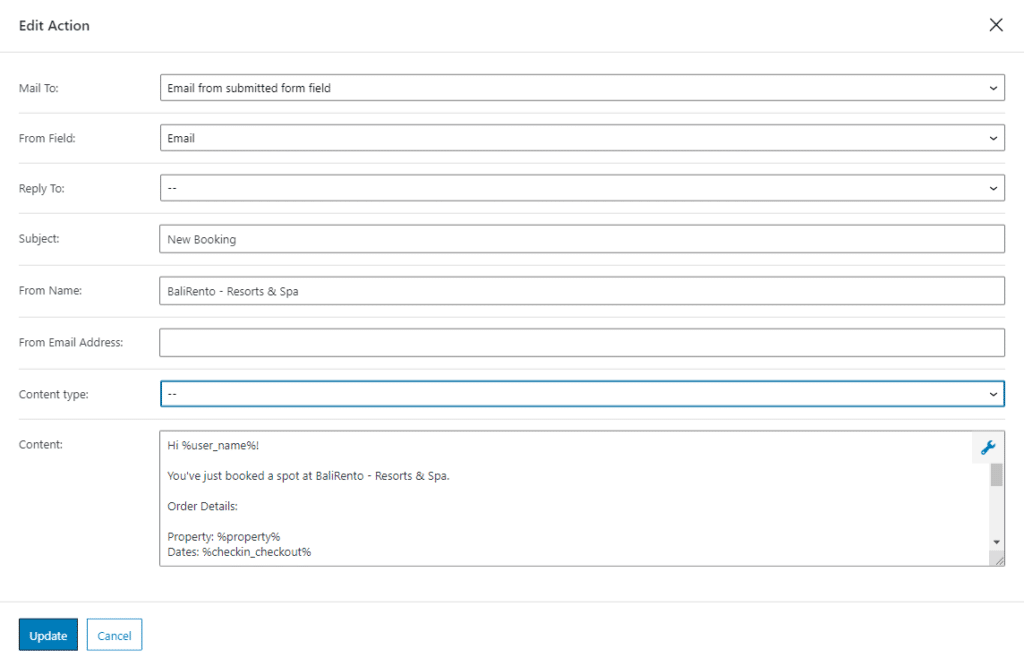 Edit Action
Mail To:
Email from submitted form field
From Field:
Email
Reply To:
--
Subject:
New Booking
From Name:
BaliRento - Resorts & Spa
From Email Address:
Content type:
--
Content:
Hi %user_name%!
You've just booked a spot at BaliRento - Resorts & Spa.
Order Details:
Property: %property%
Dates: %checkin_checkout%
Update
Cancel